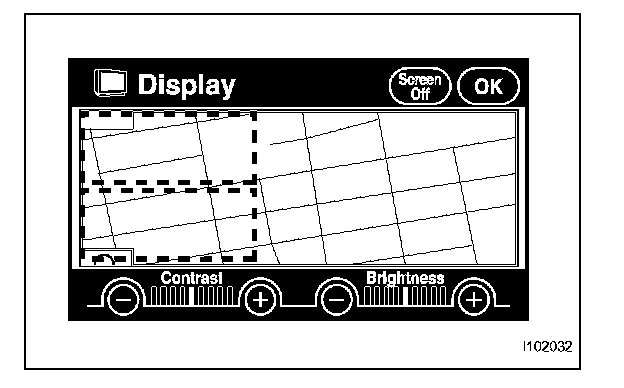 Display
Screen
Off
OK
Contrast
Brightness
I102032